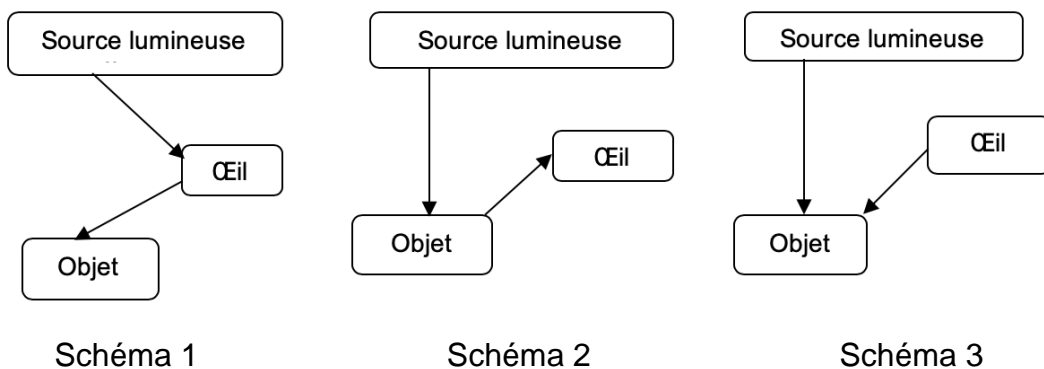 Source lumineuse
Source lumineuse
Source lumineuse
Œil
Œil
Œil
Objet
Objet
Objet
Schéma 1
Schéma 2
Schéma 3